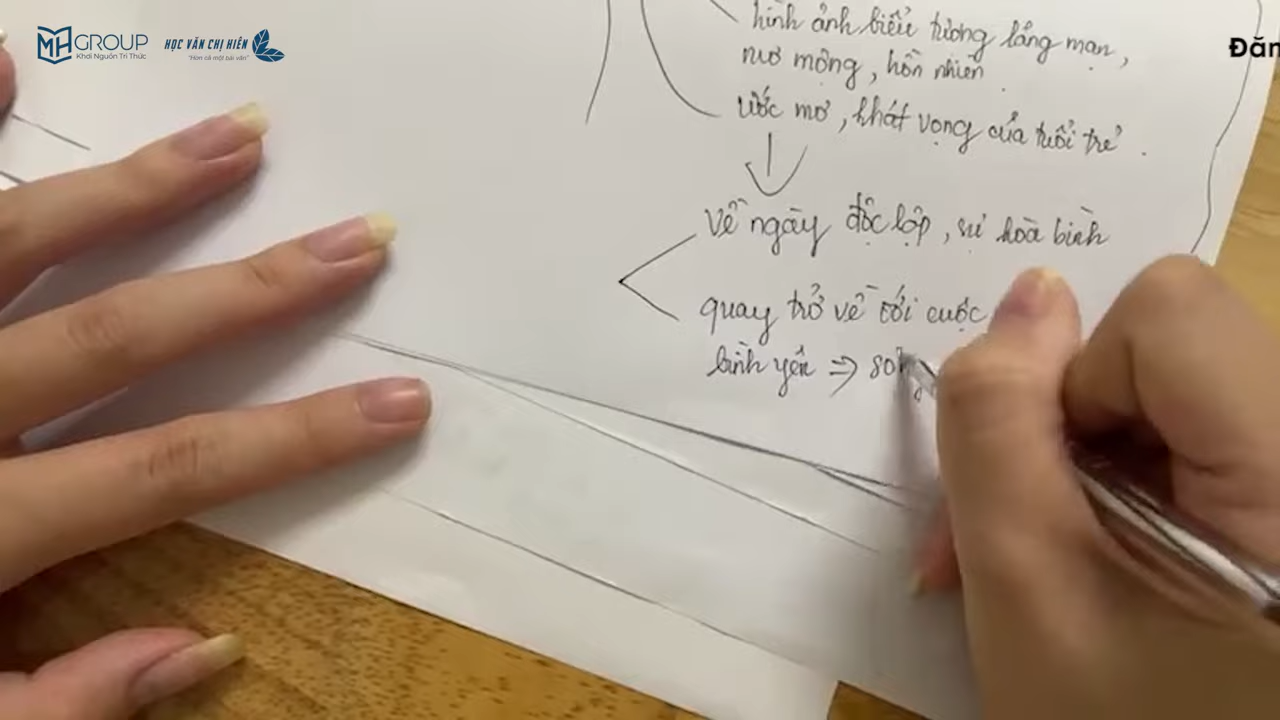 MH GROUP
Khơi Nguồn Tri Thức
HỌC VĂN CHỊ HIÊN
"Hơn cả một bài văn"
Đăn
hình ảnh biểu tượng lãng mạn,
mơ mộng, hồn nhiên.
ước mơ, khát vọng của tuổi trẻ.
Về ngày độc lập, sự hoà bình
quay trở về với cuộc
bình yên ⇒